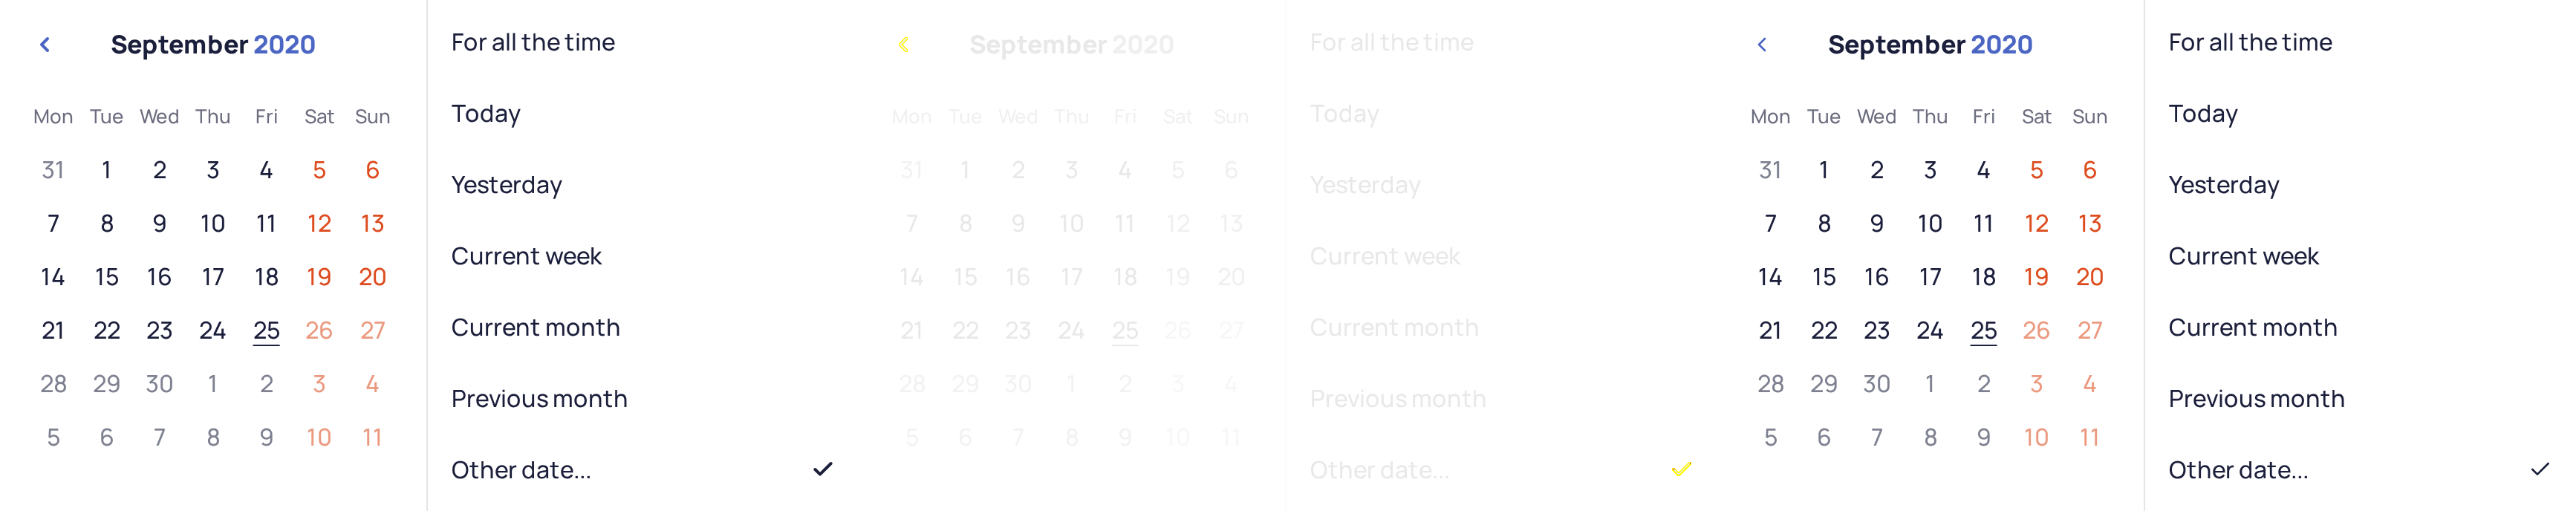 September 2020
Mon Tue Wed Thu Fri Sat Sun
31 1 2 3 4 5 6
7 8 9 10 11 12 13
14 15 16 17 18 19 20
21 22 23 24 25 26 27
28 29 30 1 2 3 4
5 6 7 8 9 10 11
For all the time
Today
Yesterday
Current week
Current month
Previous month
Other date...
September 2020
Mon Tue Wed Thu Fri Sat Sun
31 1 2 3 4 5 6
7 8 9 10 11 12 13
14 15 16 17 18 19 20
21 22 23 24 25 26 27
28 29 30 1 2 3 4
5 6 7 8 9 10 11
For all the time
Today
Yesterday
Current week
Current month
Previous month
Other date...
September 2020
Mon Tue Wed Thu Fri Sat Sun
31 1 2 3 4 5 6
7 8 9 10 11 12 13
14 15 16 17 18 19 20
21 22 23 24 25 26 27
28 29 30 1 2 3 4
5 6 7 8 9 10 11
For all the time
Today
Yesterday
Current week
Current month
Previous month
Other date...